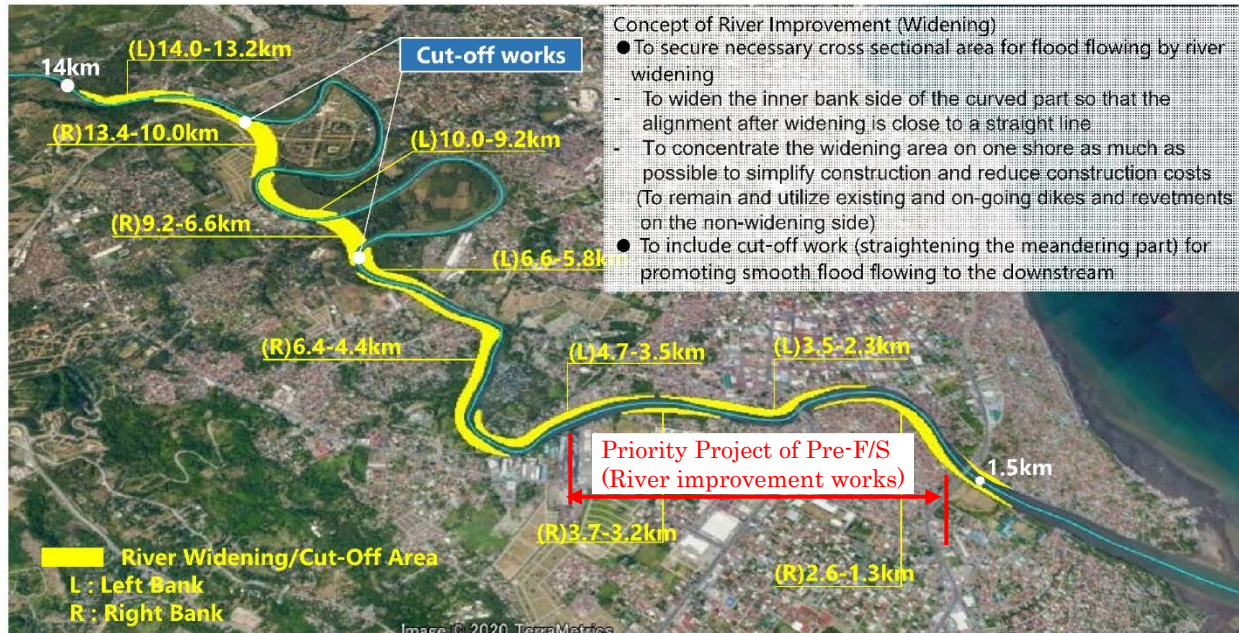 Concept of River Improvement (Widening)
● To secure necessary cross sectional area for flood flowing by river
widening
- To widen the inner bank side of the curved part so that the
alignment after widening is close to a straight line
- To concentrate the widening area on one shore as much as
possible to simplify construction and reduce construction costs
(To remain and utilize existing and on-going dikes and revetments
on the non-widening side)
● To include cut-off work (straightening the meandering part) for
promoting smooth flood flowing to the downstream
(L)14.0-13.2km
14km
Cut-off works
(R)13.4-10.0km
(L)10.0-9.2km
(R)9.2-6.6km
(L)6.6-5.8km
(R)6.4-4.4km
(L)4.7-3.5km
(L)3.5-2.3km
Priority Project of Pre-F/S
(River improvement works)
1.5km
(R)3.7-3.2km
(R)2.6-1.3km
River Widening/Cut-Off Area
L : Left Bank
R : Right Bank
Image © 2020 TerraMetrics